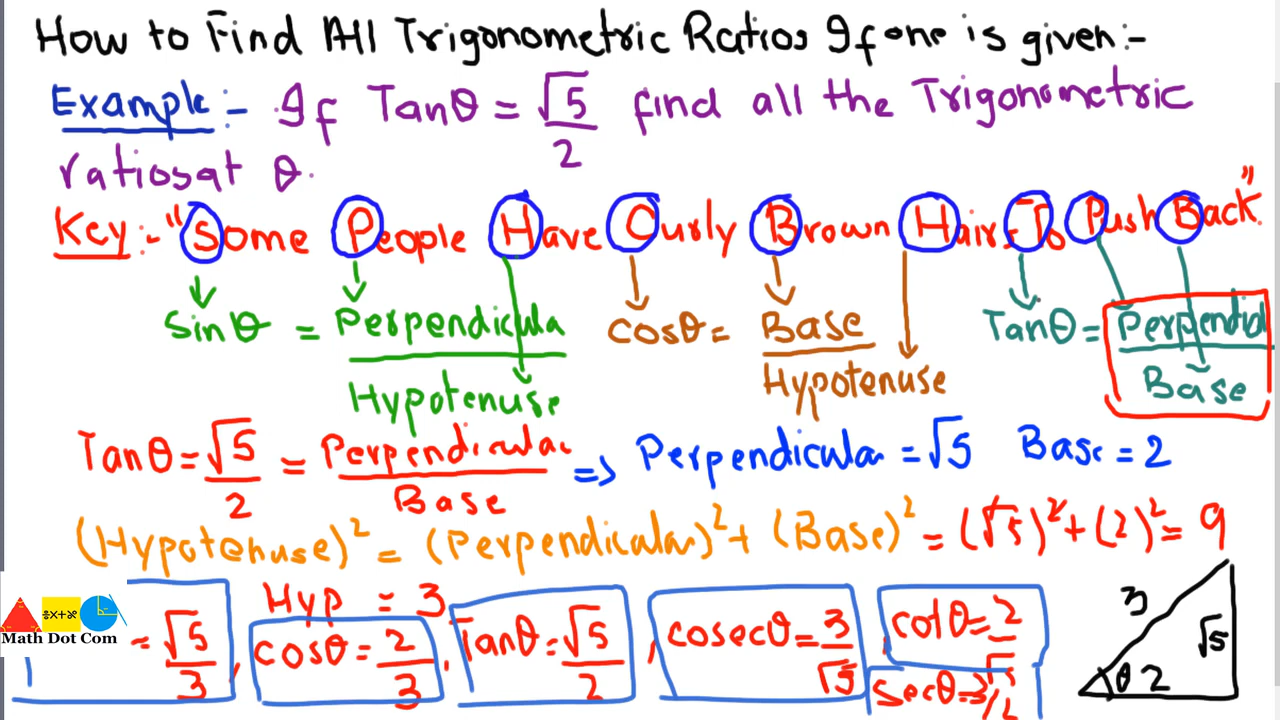 How to Find All Trigonometric Ratios If one is given:-
Example:- If Tanθ = √5/2 find all the Trigonometric
ratios at θ.
Key:- "Some People Have Curly Brown Hair To Push Back"
Sinθ = Perpendicula/Hypotenuse cosθ = Base/Hypotenuse Tanθ = Perpendicul/Base
Tanθ = √5/2 = Perpendicular/Base => Perpendicular = √5 Base = 2
(Hypotenuse)² = (Perpendicular)² + (Base)² = (√5)² + (2)² = 9
Hyp = 3
= √5/3, cosθ = 2/3, Tanθ = √5/2, cosecθ = 3/√5, cotθ = 2/√5
secθ = 3/2
3 √5
θ 2
÷X+x
Math Dot Com